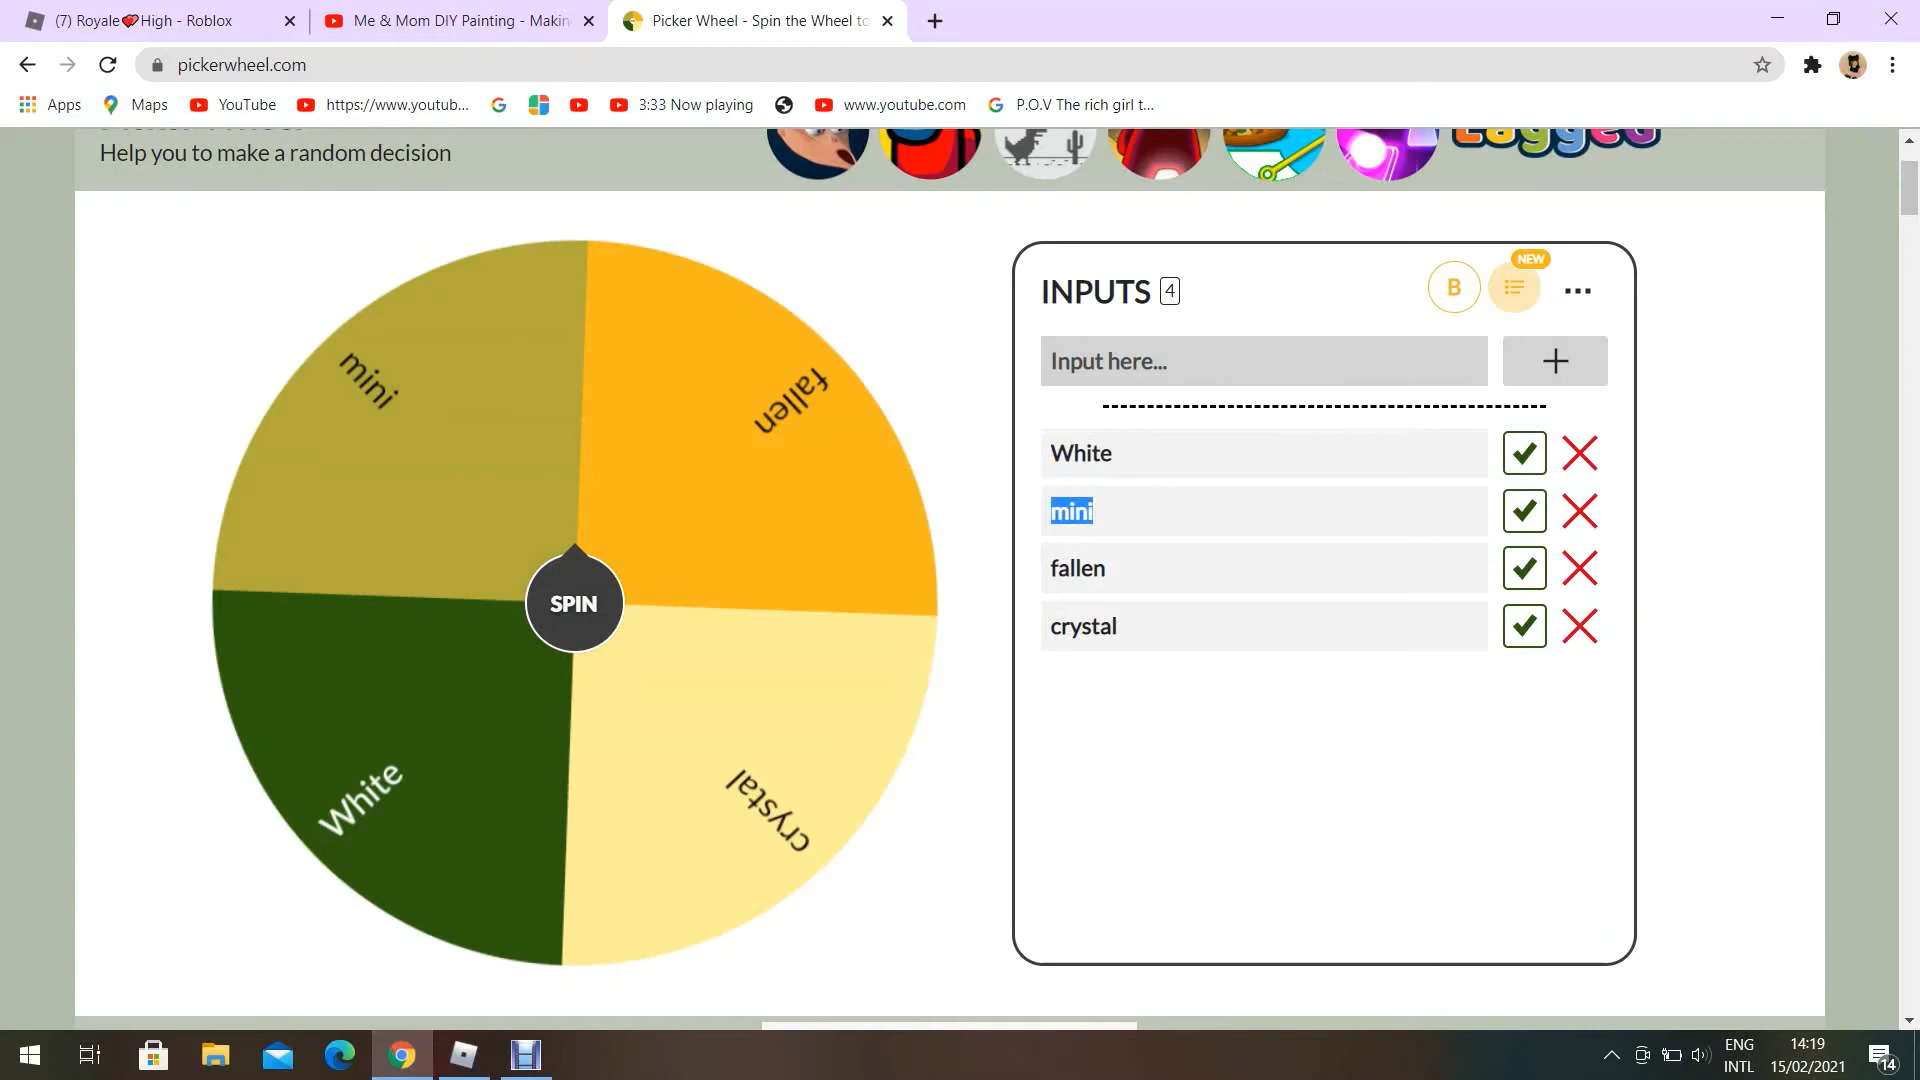 (7) Royale❤High - Roblox
Me & Mom DIY Painting - Makin
Picker Wheel - Spin the Wheel to
pickerwheel.com
Apps
Maps
YouTube
https://www.youtub...
3:33 Now playing
www.youtube.com
P.O.V The rich girl t...
Help you to make a random decision
mini
fallen
White
crystal
SPIN
INPUTS 4
B
NEW
...
Input here...
+
White
mini
fallen
crystal
ENG
INTL
14:19
15/02/2021
14